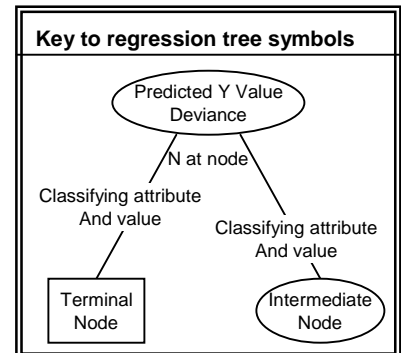 Key to regression tree symbols
Predicted Y Value
Deviance
N at node
Classifying attribute
And value
Classifying attribute
And value
Terminal
Node
Intermediate
Node